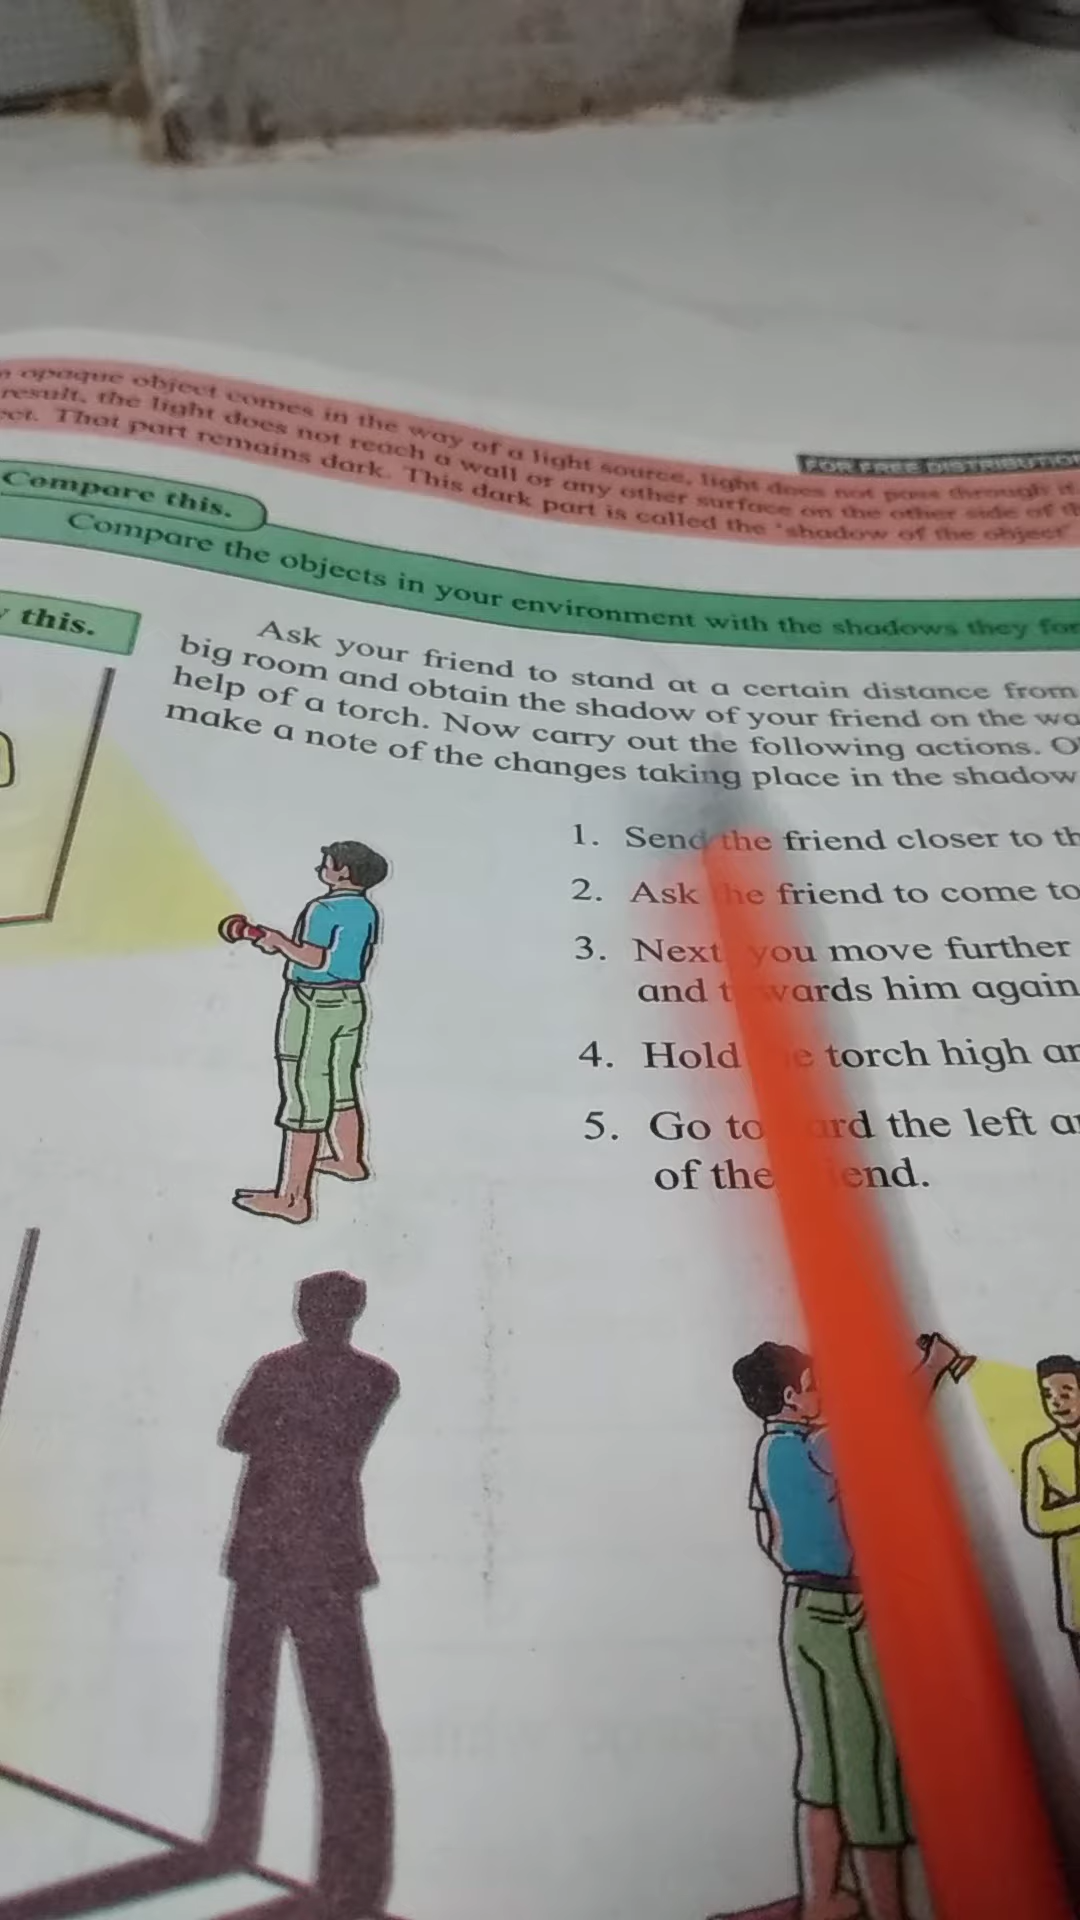 opaque object comes in the way of a light source, light does not pass through it.
result, the light does not reach a wall or any other surface on the other side of
That part remains dark. This dark part is called the 'shadow of the object'
FOR FREE DISTRIBUTION
Compare this.
Compare the objects in your environment with the shadows they for
this.
Ask your friend to stand at a certain distance from
big room and obtain the shadow of your friend on the wa
help of a torch. Now carry out the following actions. O
make a note of the changes taking place in the shadow
1. Send the friend closer to th
2. Ask he friend to come to
3. Next you move further
and t wards him again
4. Hold e torch high ar
5. Go to ard the left a
of the end.